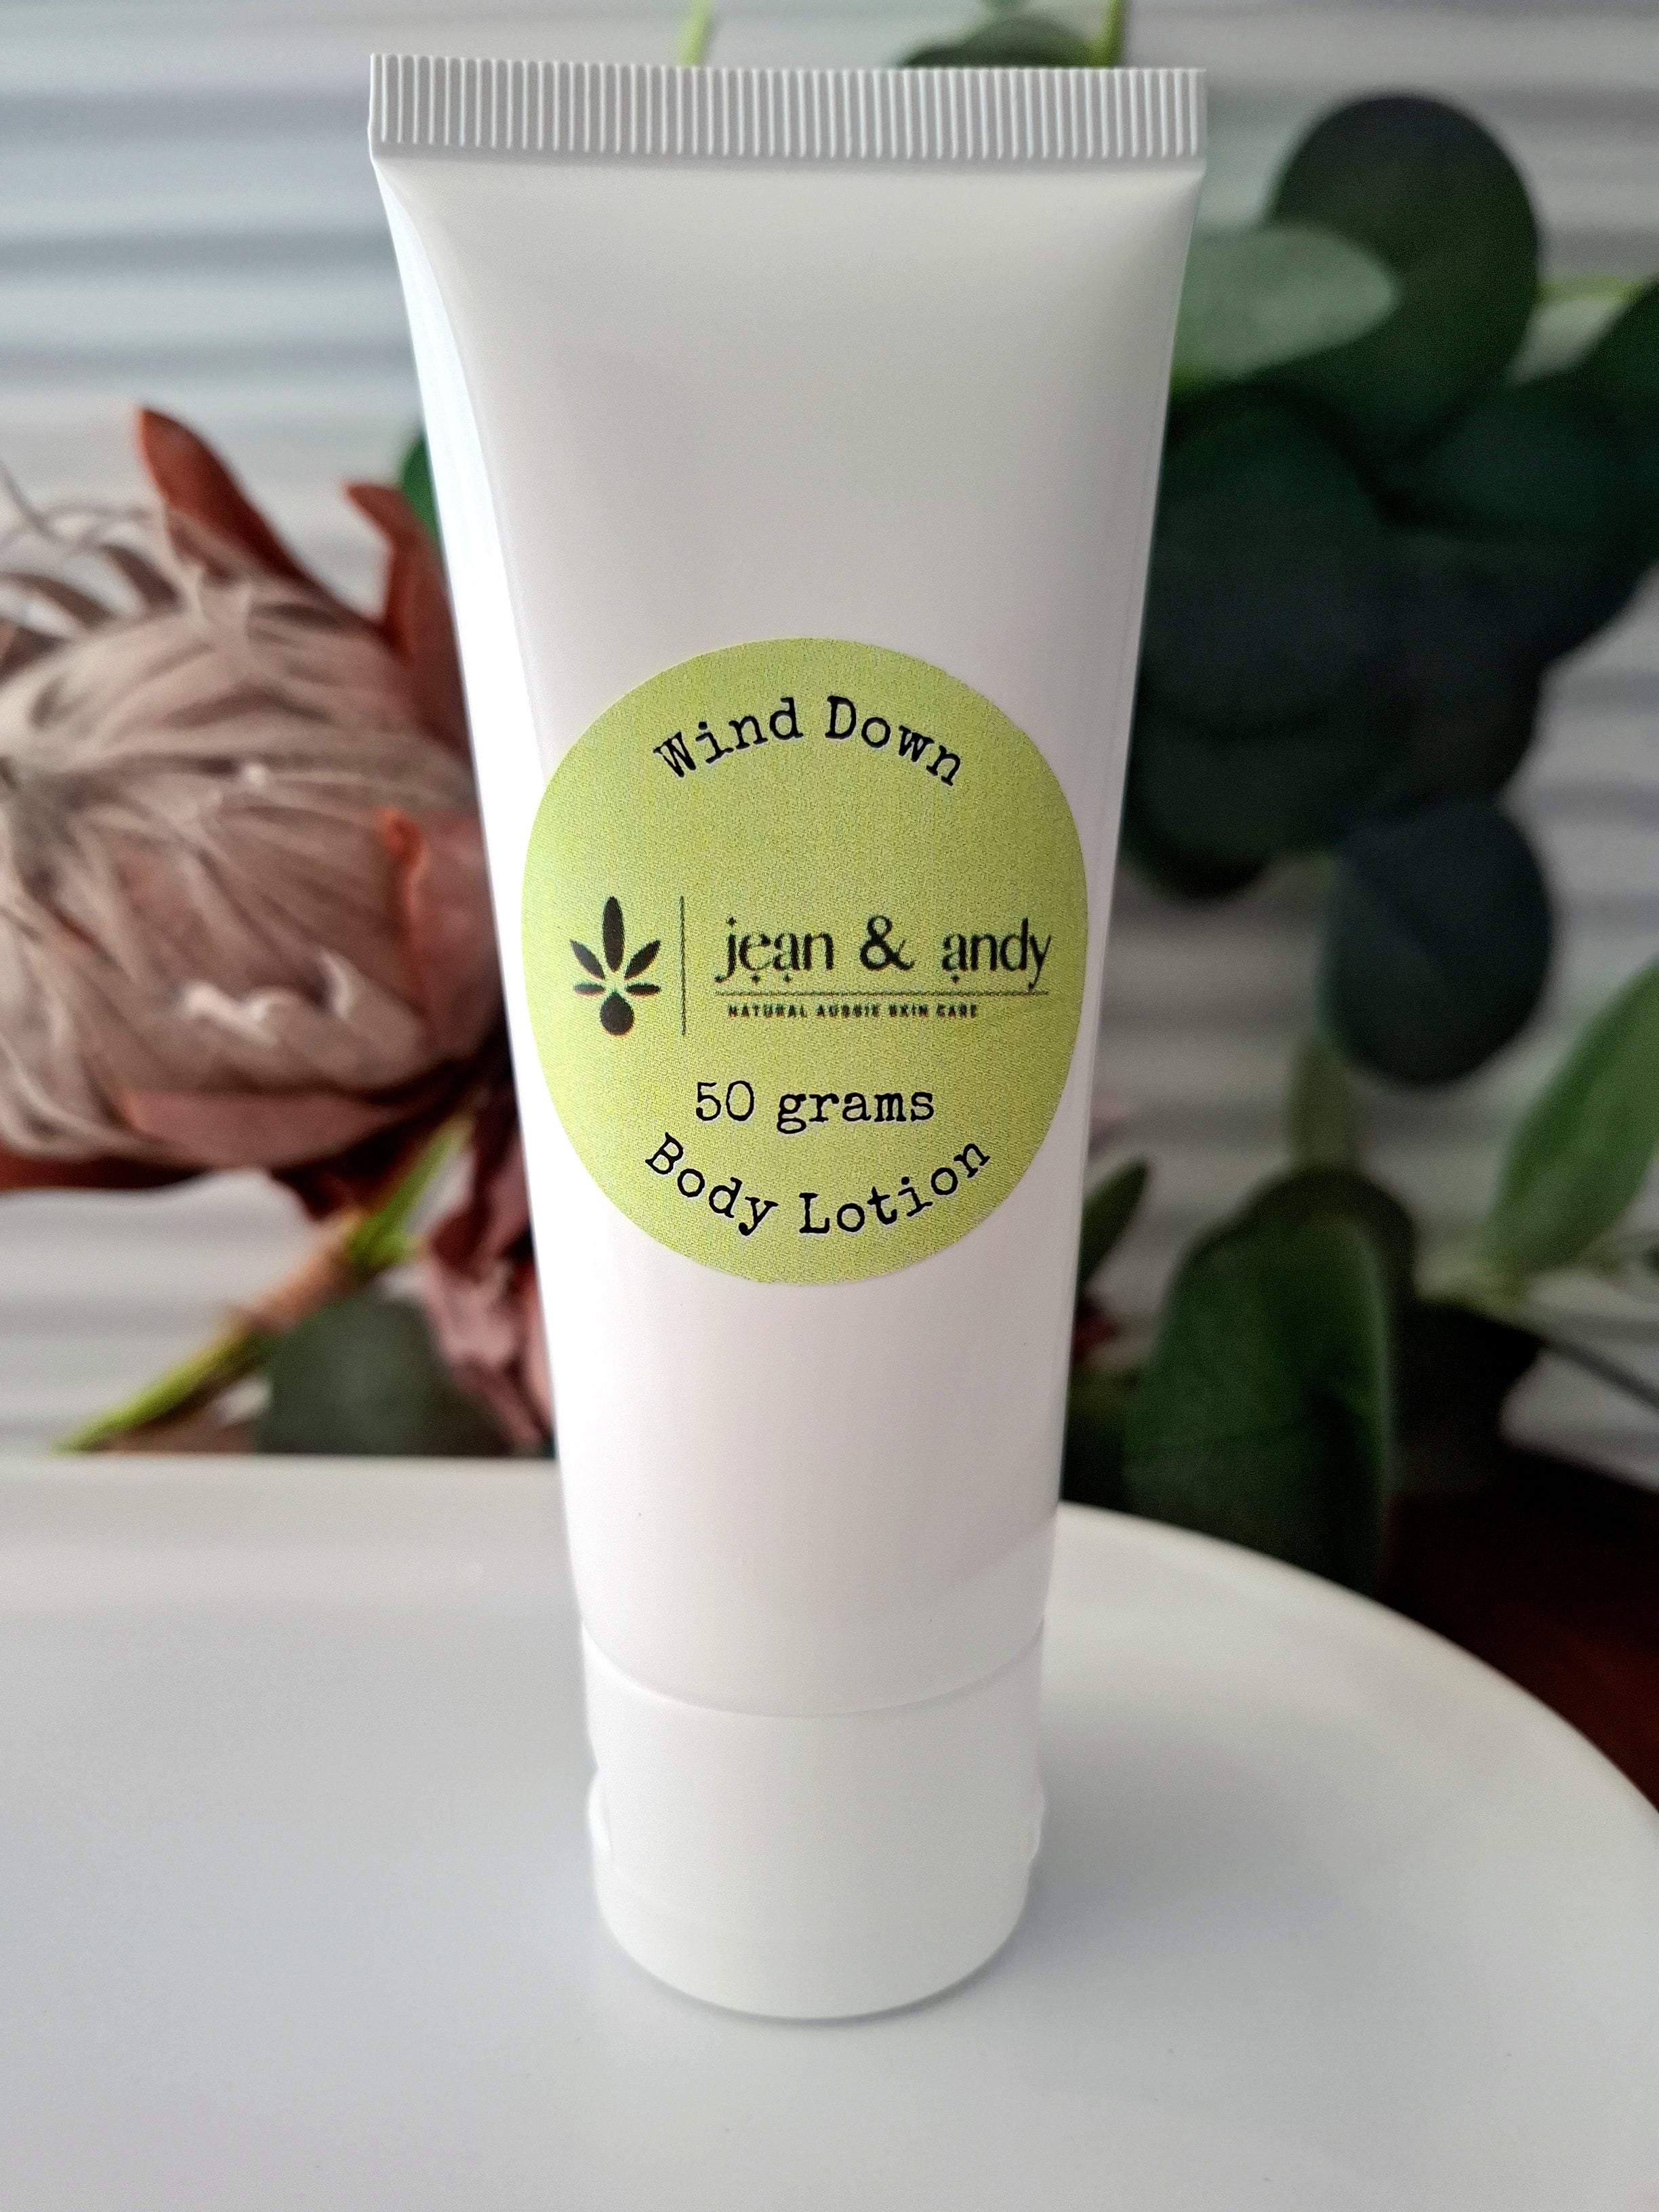 Wind Down
jean & andy
NATURAL AUSSIE SKIN CARE
50 grams
Body Lotion